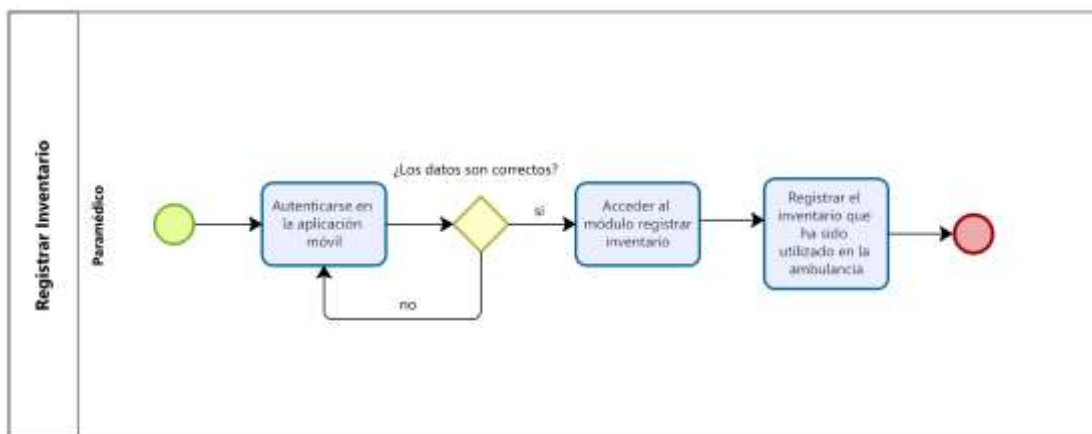 Registrar Inventario
Paramédico
Autenticarse en
la aplicación
móvil
¿Los datos son correctos?
si
no
Acceder al
módulo registrar
inventario
Registrar el
inventario que
ha sido
utilizado en la
ambulancia